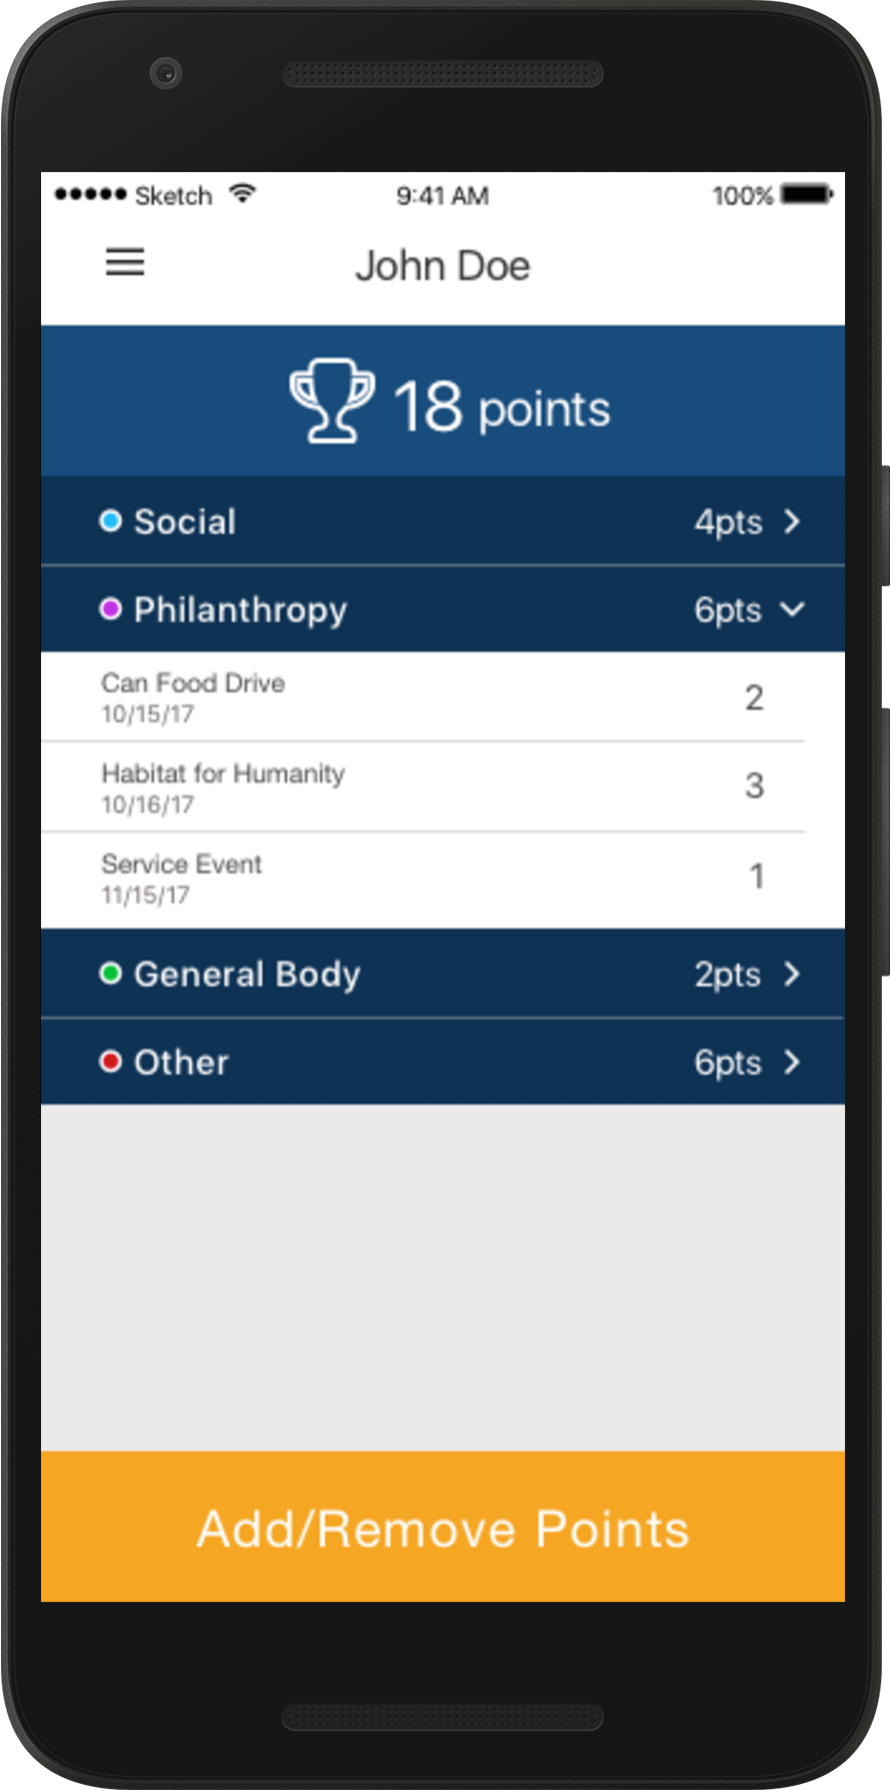 Sketch 9:41 AM 100%
John Doe
18 points
Social 4pts
Philanthropy 6pts
Can Food Drive 2
10/15/17
Habitat for Humanity 3
10/16/17
Service Event 1
11/15/17
General Body 2pts
Other 6pts
Add/Remove Points